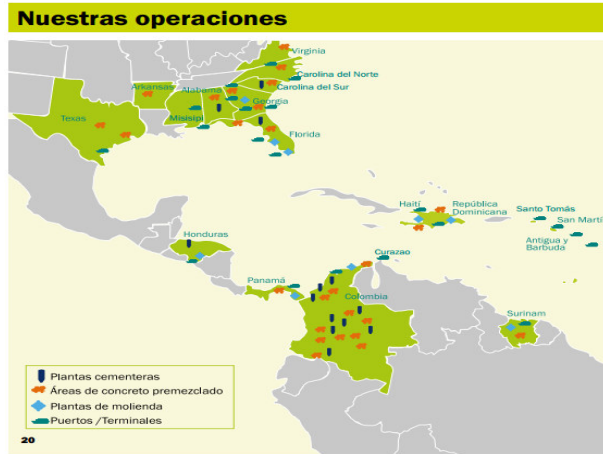 Nuestras operaciones
Virginia
Carolina del Norte
Carolina del Sur
Arkansas
Alabama
Georgia
Texas
Misisipi
Florida
Haití
República
Dominicana
Santo Tomás
San Martí
Antigua y
Barbuda
Honduras
Curazao
Panamá
Colombia
Surinam
Plantas cementeras
Áreas de concreto premezclado
Plantas de molienda
Puertos /Terminales
20